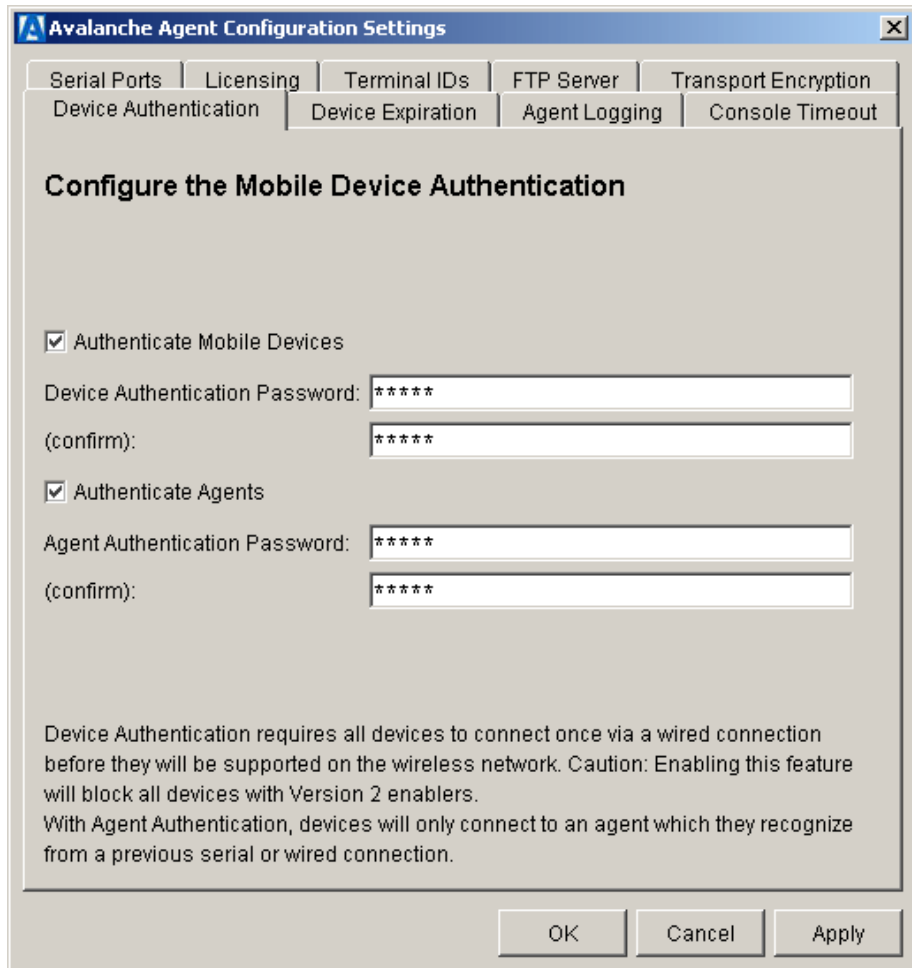 Avalanche Agent Configuration Settings
Serial Ports Licensing Terminal IDs FTP Server Transport Encryption
Device Authentication Device Expiration Agent Logging Console Timeout
Configure the Mobile Device Authentication
Authenticate Mobile Devices
Device Authentication Password: *****
(confirm): *****
Authenticate Agents
Agent Authentication Password: *****
(confirm): *****
Device Authentication requires all devices to connect once via a wired connection
before they will be supported on the wireless network. Caution: Enabling this feature
will block all devices with Version 2 enablers.
With Agent Authentication, devices will only connect to an agent which they recognize
from a previous serial or wired connection.
OK Cancel Apply